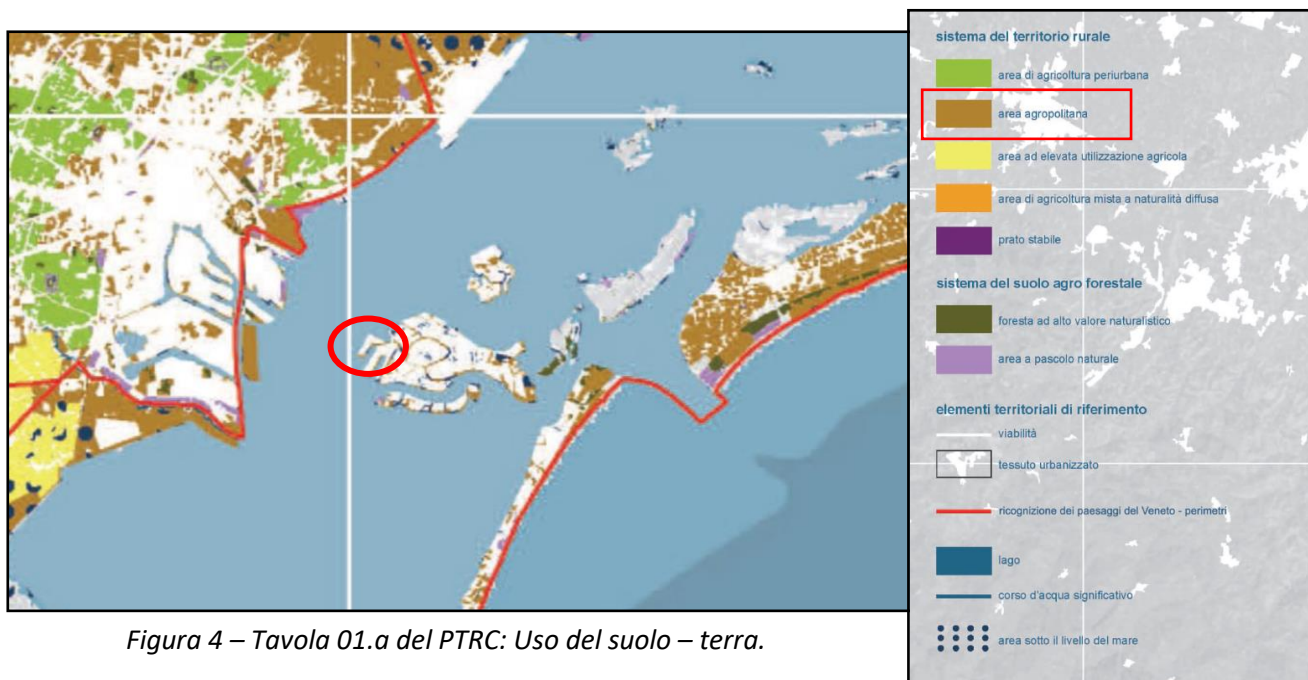 sistema del territorio rurale
area di agricoltura periurbana
area agropolitana
area ad elevata utilizzazione agricola
area di agricoltura mista a naturalità diffusa
prato stabile
sistema del suolo agro forestale
foresta ad alto valore naturalistico
area a pascolo naturale
elementi territoriali di riferimento
viabilità
tessuto urbanizzato
ricognizione dei paesaggi del Veneto - perimetri
lago
corso d'acqua significativo
area sotto il livello del mare
Figura 4 – Tavola 01.a del PTRC: Uso del suolo – terra.